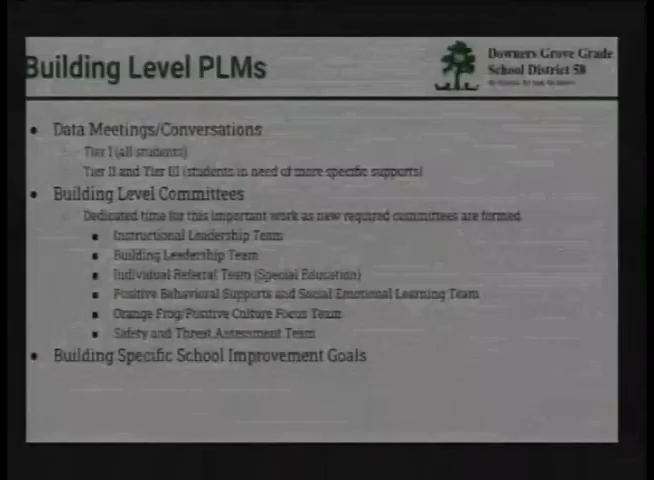 Building Level PLMs
Downers Grove Grade
School District 58
• Data Meetings/Conversations
Tier I (all students)
Tier II and Tier III (students in need of more specific supports)
• Building Level Committees
Dedicated time for this important work as new required committees are formed
▪ Instructional Leadership Team
▪ Building Leadership Team
▪ Individual Referral Team (Special Education)
▪ Positive Behavioral Supports and Social Emotional Learning Team
▪ Orange Frog/Positive Culture Focus Team
▪ Safety and Threat Assessment Team
• Building Specific School Improvement Goals